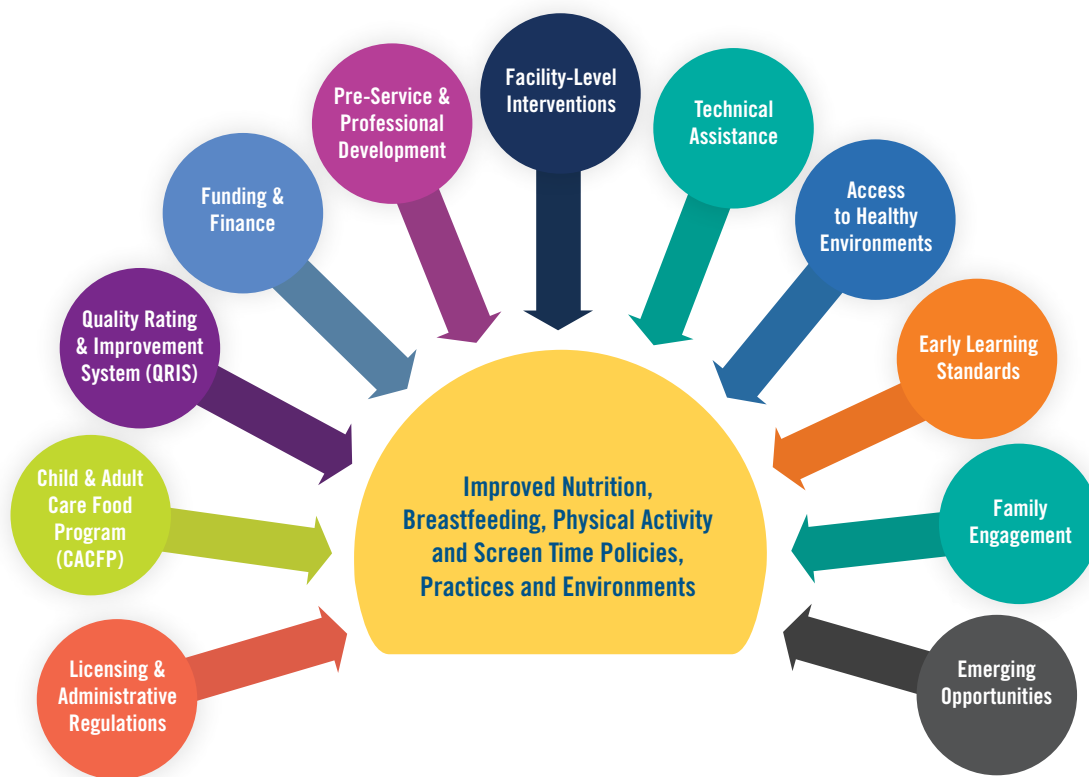 Facility-Level
Interventions
Pre-Service &
Professional
Development
Technical
Assistance
Funding &
Finance
Access
to Healthy
Environments
Quality Rating
& Improvement
System (QRIS)
Early Learning
Standards
Child & Adult
Care Food
Program
(CACFP)
Improved Nutrition,
Breastfeeding, Physical Activity
and Screen Time Policies,
Practices and Environments
Family
Engagement
Licensing &
Administrative
Regulations
Emerging
Opportunities